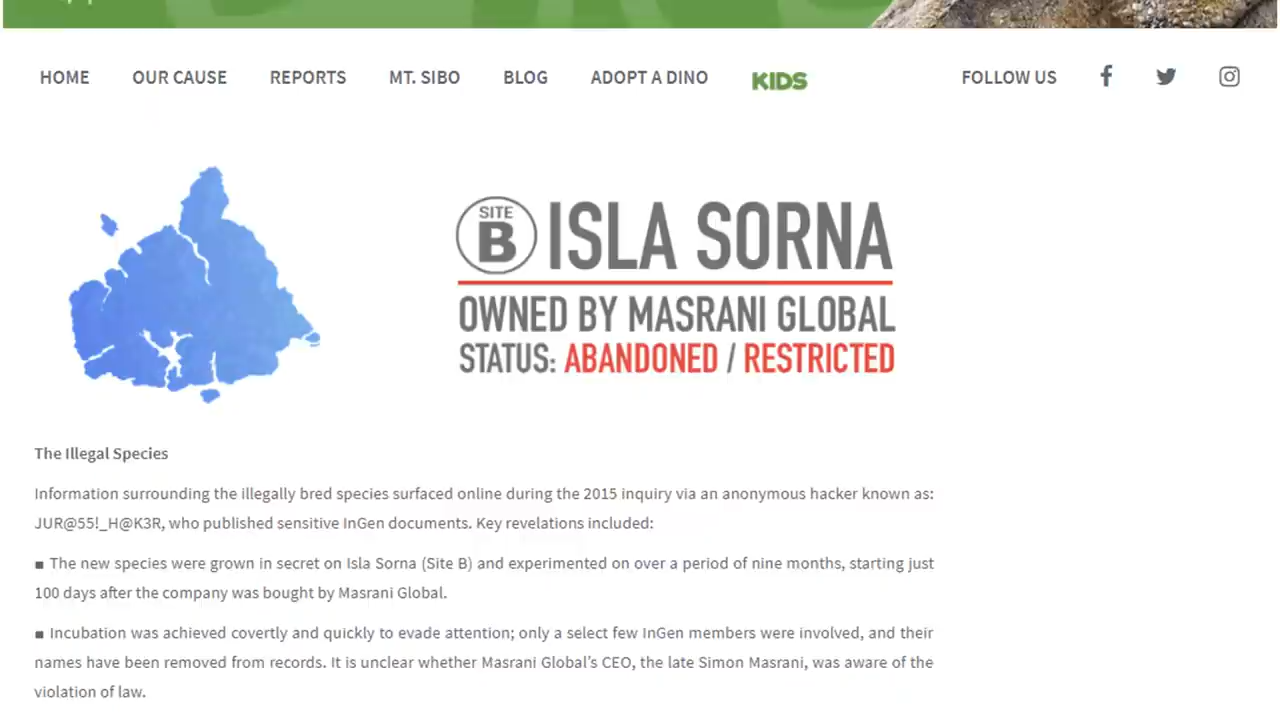 HOME OUR CAUSE REPORTS MT. SIBO BLOG ADOPT A DINO KIDS FOLLOW US
SITE B ISLA SORNA
OWNED BY MASRANI GLOBAL
STATUS: ABANDONED / RESTRICTED
The Illegal Species
Information surrounding the illegally bred species surfaced online during the 2015 inquiry via an anonymous hacker known as:
JUR@55!_H@K3R, who published sensitive InGen documents. Key revelations included:
■ The new species were grown in secret on Isla Sorna (Site B) and experimented on over a period of nine months, starting just
100 days after the company was bought by Masrani Global.
■ Incubation was achieved covertly and quickly to evade attention; only a select few InGen members were involved, and their
names have been removed from records. It is unclear whether Masrani Global's CEO, the late Simon Masrani, was aware of the
violation of law.